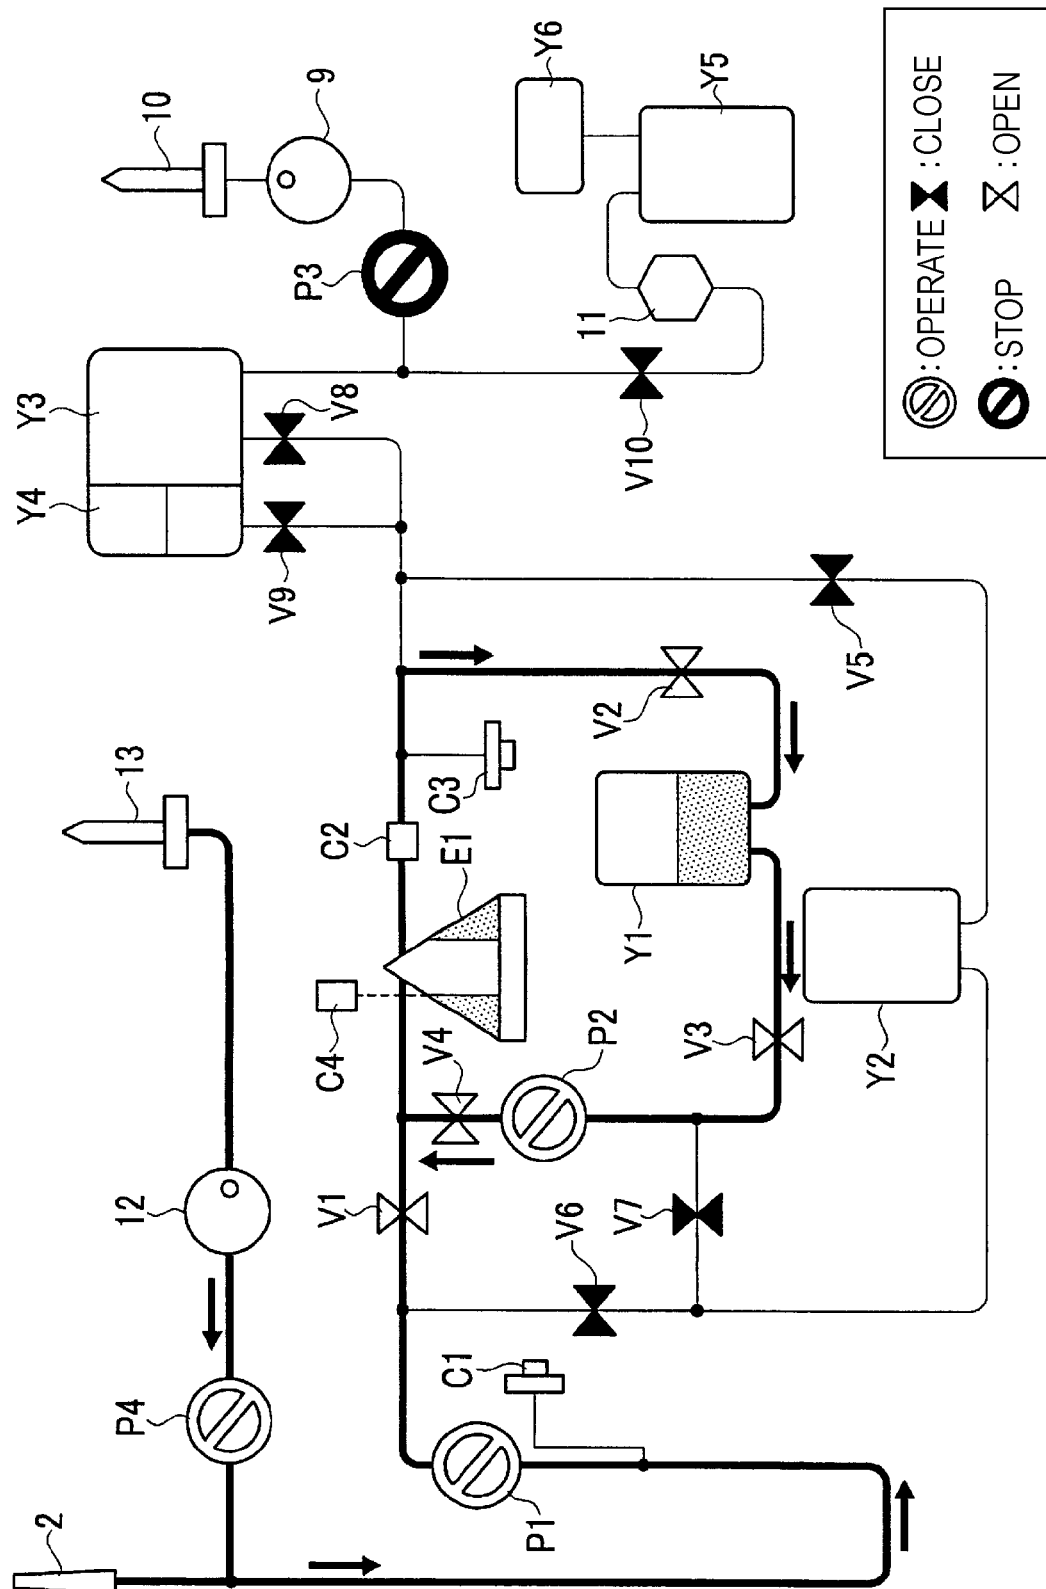 2
P4
12
13
P1
C1
V1
V6
V7
C4
V4
P2
E1
C2
C3
V3
Y1
Y2
V2
V5
Y4
Y3
V9
V8
10
9
P3
V10
11
Y6
Y5
:OPERATE :CLOSE
:STOP :OPEN